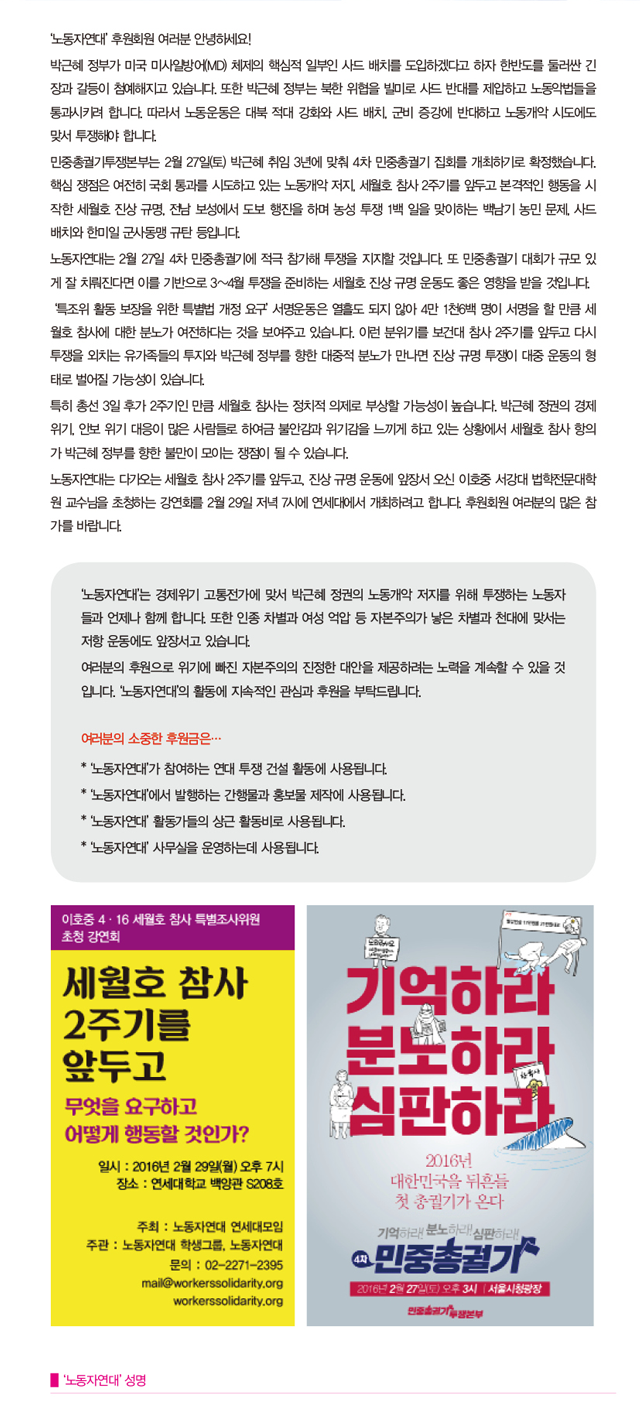 ‘노동자연대’ 후원회원 여러분 안녕하세요!
박근혜 정부가 미국 미사일방어(MD) 체제의 핵심적 일부인 사드 배치를 도입하겠다고 하자 한반도를 둘러싼 긴
장과 갈등이 첨예해지고 있습니다. 또한 박근혜 정부는 북한 위협을 빌미로 사드 반대를 제압하고 노동악법들을
통과시키려 합니다. 따라서 노동운동은 대북 적대 강화와 사드 배치, 군비 증강에 반대하고 노동개악 시도에도
맞서 투쟁해야 합니다.
민중총궐기투쟁본부는 2월 27일(토) 박근혜 취임 3년에 맞춰 4차 민중총궐기 집회를 개최하기로 확정했습니다.
핵심 쟁점은 여전히 국회 통과를 시도하고 있는 노동개악 저지, 세월호 참사 2주기를 앞두고 본격적인 행동을 시
작한 세월호 진상 규명, 전남 보성에서 도보 행진을 하며 농성 투쟁 1백 일을 맞이하는 백남기 농민 문제, 사드
배치와 한미일 군사동맹 규탄 등입니다.
노동자연대는 2월 27일 4차 민중총궐기에 적극 참가해 투쟁을 지지할 것입니다. 또 민중총궐기 대회가 규모 있
게 잘 치뤄진다면 이를 기반으로 3~4월 투쟁을 준비하는 세월호 진상 규명 운동도 좋은 영향을 받을 것입니다.
‘특조위 활동 보장을 위한 특별법 개정 요구’ 서명운동은 열흘도 되지 않아 4만 1천6백 명이 서명을 할 만큼 세
월호 참사에 대한 분노가 여전하다는 것을 보여주고 있습니다. 이런 분위기를 보건대 참사 2주기를 앞두고 다시
투쟁을 외치는 유가족들의 투지와 박근혜 정부를 향한 대중적 분노가 만나면 진상 규명 투쟁이 대중 운동의 형
태로 벌어질 가능성이 있습니다.
특히 총선 3일 후가 2주기인 만큼 세월호 참사는 정치적 의제로 부상할 가능성이 높습니다. 박근혜 정권의 경제
위기, 안보 위기 대응이 많은 사람들로 하여금 불안감과 위기감을 느끼게 하고 있는 상황에서 세월호 참사 항의
가 박근혜 정부를 향한 불만이 모이는 쟁점이 될 수 있습니다.
노동자연대는 다가오는 세월호 참사 2주기를 앞두고, 진상 규명 운동에 앞장서 오신 이호중 서강대 법학전문대학
원 교수님을 초청하는 강연회를 2월 29일 저녁 7시에 연세대에서 개최하려고 합니다. 후원회원 여러분의 많은 참
가를 바랍니다.
‘노동자연대’는 경제위기 고통전가에 맞서 박근혜 정권의 노동개악 저지를 위해 투쟁하는 노동자
들과 언제나 함께 합니다. 또한 인종 차별과 여성 억압 등 자본주의가 낳은 차별과 천대에 맞서는
저항 운동에도 앞장서고 있습니다.
여러분의 후원으로 위기에 빠진 자본주의의 진정한 대안을 제공하려는 노력을 계속할 수 있을 것
입니다. ‘노동자연대’의 활동에 지속적인 관심과 후원을 부탁드립니다.
여러분의 소중한 후원금은…
* ‘노동자연대’가 참여하는 연대 투쟁 건설 활동에 사용됩니다.
* ‘노동자연대’에서 발행하는 간행물과 홍보물 제작에 사용됩니다.
* ‘노동자연대’ 활동가들의 상근 활동비로 사용됩니다.
* ‘노동자연대’ 사무실을 운영하는데 사용됩니다.
이호중 4 · 16 세월호 참사 특별조사위원
초청 강연회
세월호 참사
2주기를
앞두고
무엇을 요구하고
어떻게 행동할 것인가?
일시 : 2016년 2월 29일(월) 오후 7시
장소 : 연세대학교 백양관 S208호
주최 : 노동자연대 연세대모임
주관 : 노동자연대 학생그룹, 노동자연대
문의 : 02-2271-2395
mail@workerssolidarity.org
workerssolidarity.org
기억하라
분노하라
심판하라
2016년
대한민국을 뒤흔들
첫 총궐기가 온다
기억하라! 분노하라! 심판하라!
4차 민중총궐기
2016년 2월 27일(토) 오후 3시 | 서울시청광장
민중총궐기 투쟁본부
‘노동자연대’ 성명